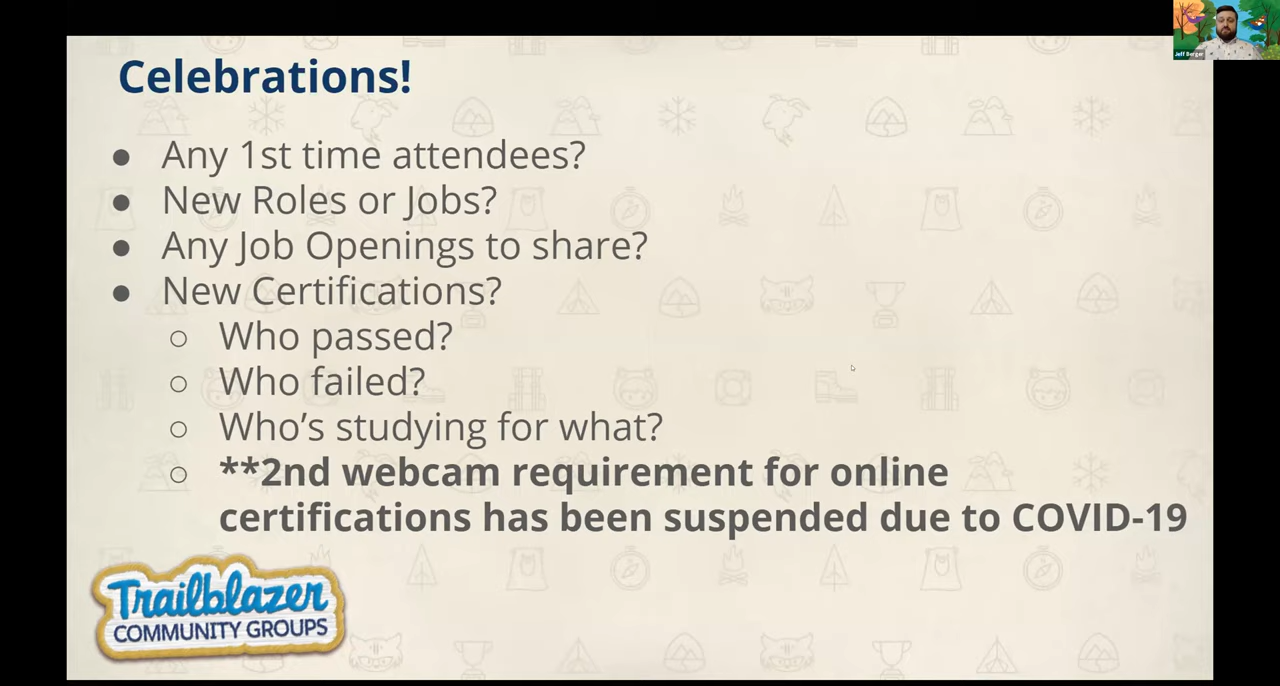 Jeff Berger
Celebrations!
● Any 1st time attendees?
● New Roles or Jobs?
● Any Job Openings to share?
● New Certifications?
○ Who passed?
○ Who failed?
○ Who’s studying for what?
○ **2nd webcam requirement for online
certifications has been suspended due to COVID-19
Trailblazer
COMMUNITY GROUPS